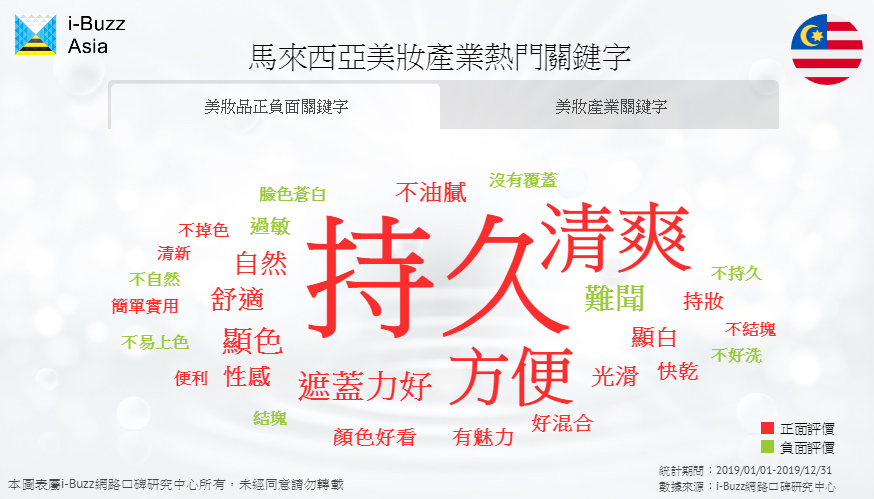 i-Buzz
Asia
馬來西亞美妝產業熱門關鍵字
美妝品正負面關鍵字
美妝產業關鍵字
沒有覆蓋
不油膩
臉色蒼白
不掉色
過敏
清爽
持久
清新
自然
不自然
不持久
簡單實用
舒適
難聞
持妝
不易上色
顯色
顯白
不結塊
不好洗
便利
性感
遮蓋力好
方便
光滑
快乾
結塊
顏色好看
有魅力
好混合
正面評價
負面評價
統計期間：2019/01/01-2019/12/31
本圖表屬i-Buzz網路口碑研究中心所有，未經同意請勿轉載
數據來源：i-Buzz網路口碑研究中心